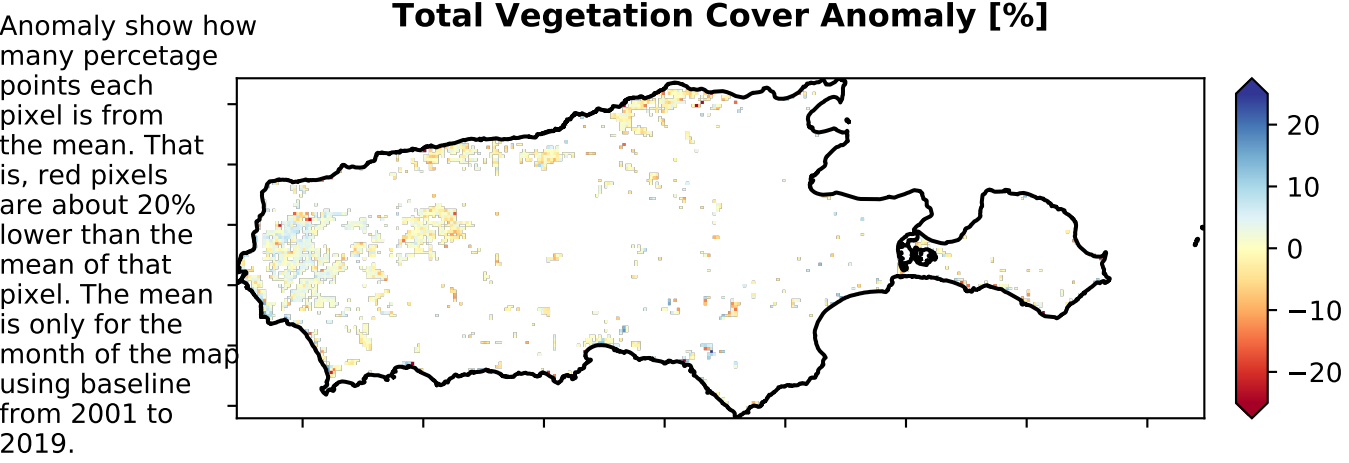 Total Vegetation Cover Anomaly [%]
Anomaly show how
many percetage
points each
pixel is from
the mean. That
is, red pixels
are about 20%
lower than the
mean of that
pixel. The mean
is only for the
month of the map
using baseline
from 2001 to
2019.
20
10
0
−10
−20